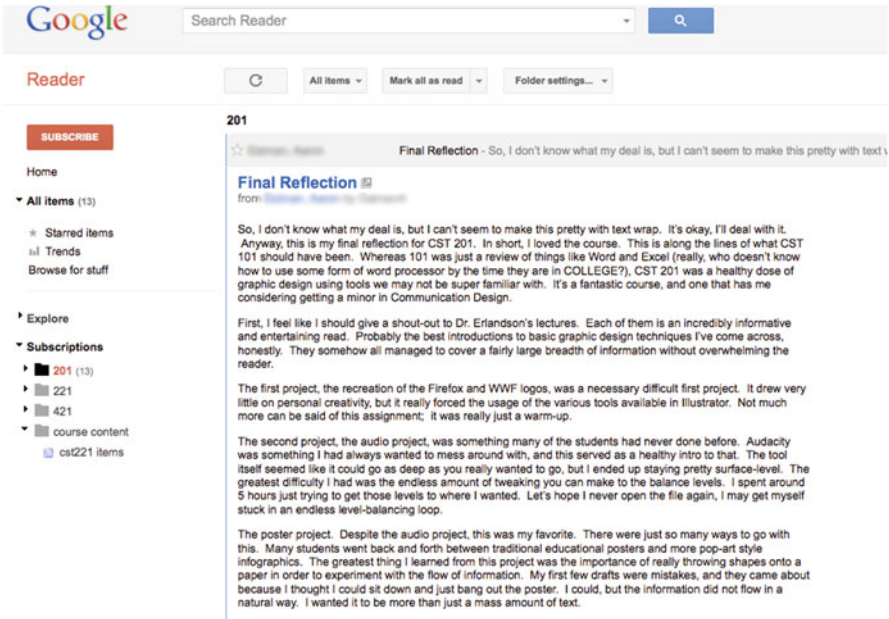 Google
Search Reader
Reader
All items
Mark all as read
Folder settings...
SUBSCRIBE
Home
All items (13)
Starred items
Trends
Browse for stuff
Explore
Subscriptions
201 (13)
221
421
course content
cst221 items
201
Final Reflection - So, I don't know what my deal is, but I can't seem to make this pretty with text
Final Reflection
from
So, I don't know what my deal is, but I can't seem to make this pretty with text wrap. It's okay, I'll deal with it.
Anyway, this is my final reflection for CST 201. In short, I loved the course. This is along the lines of what CST
101 should have been. Whereas 101 was just a review of things like Word and Excel (really, who doesn't know
how to use some form of word processor by the time they are in COLLEGE?), CST 201 was a healthy dose of
graphic design using tools we may not be super familiar with. It's a fantastic course, and one that has me
considering getting a minor in Communication Design.
First, I feel like I should give a shout-out to Dr. Erlandson's lectures. Each of them is an incredibly informative
and entertaining read. Probably the best introductions to basic graphic design techniques I've come across,
honestly. They somehow all managed to cover a fairly large breadth of information without overwhelming the
reader.
The first project, the recreation of the Firefox and WWF logos, was a necessary difficult first project. It drew very
little on personal creativity, but it really forced the usage of the various tools available in Illustrator. Not much
more can be said of this assignment; it was really just a warm-up.
The second project, the audio project, was something many of the students had never done before. Audacity
was something I had always wanted to mess around with, and this served as a healthy intro to that. The tool
itself seemed like it could go as deep as you really wanted to go, but I ended up staying pretty surface-level. The
greatest difficulty I had was the endless amount of tweaking you can make to the balance levels. I spent around
5 hours just trying to get those levels to where I wanted. Let's hope I never open the file again, I may get myself
stuck in an endless level-balancing loop.
The poster project. Despite the audio project, this was my favorite. There were just so many ways to go with
this. Many students went back and forth between traditional educational posters and more pop-art style
infographics. The greatest thing I learned from this project was the importance of really throwing shapes onto a
paper in order to experiment with the flow of information. My first few drafts were mistakes, and they came about
because I thought I could sit down and just bang out the poster. I could, but the information did not flow in a
natural way. I wanted it to be more than just a mass amount of text.